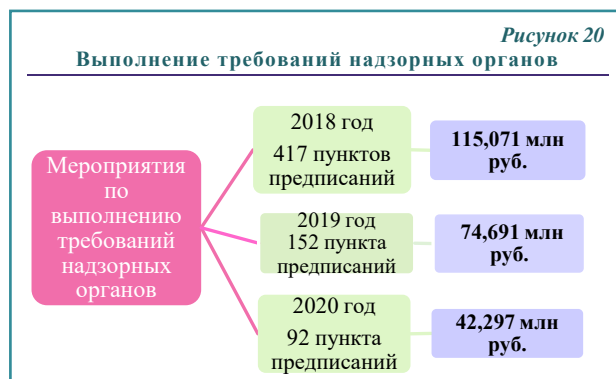 Рисунок 20
Выполнение требований надзорных органов
Мероприятия
по
выполнению
требований
надзорных
органов
2018 год
417 пунктов
предписаний
115,071 млн
руб.
2019 год
152 пункта
предписаний
74,691 млн
руб.
2020 год
92 пункта
предписаний
42,297 млн
руб.